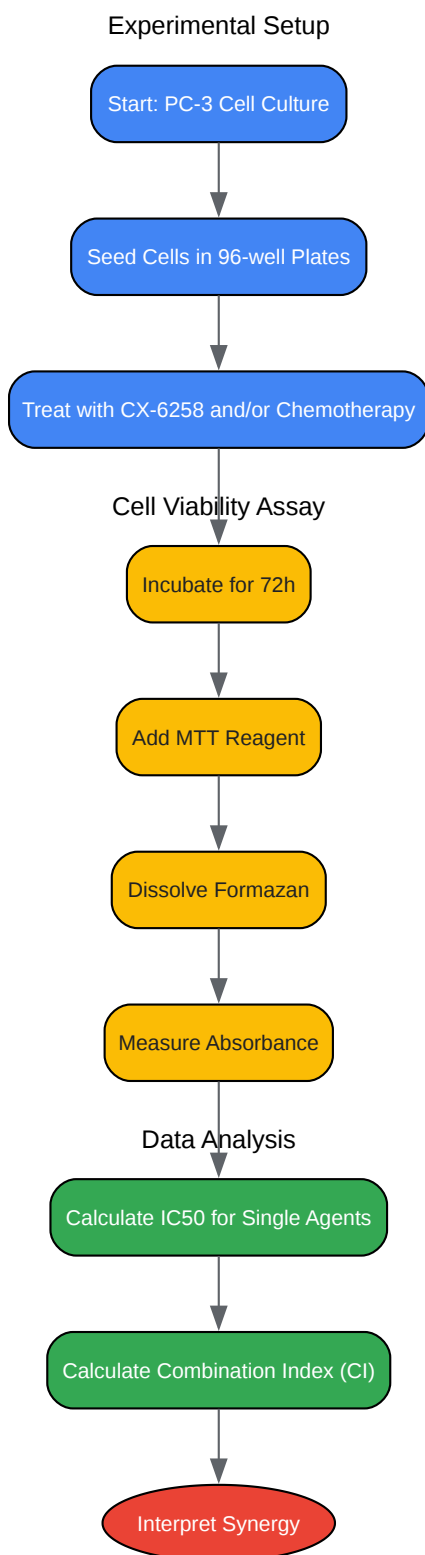 Experimental Setup
Start: PC-3 Cell Culture
Seed Cells in 96-well Plates
Treat with CX-6258 and/or Chemotherapy
Cell Viability Assay
Incubate for 72h
Add MTT Reagent
Dissolve Formazan
Measure Absorbance
Data Analysis
Calculate IC50 for Single Agents
Calculate Combination Index (CI)
Interpret Synergy